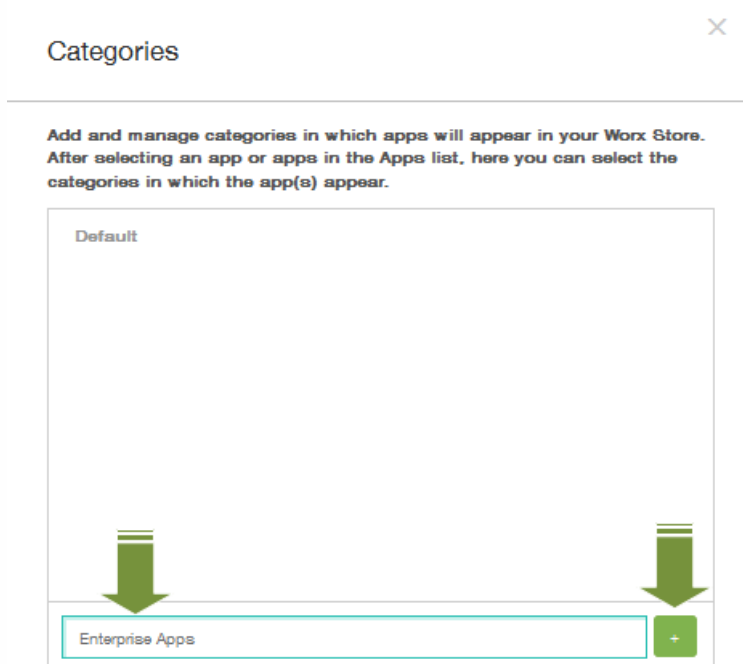 Categories
Add and manage categories in which apps will appear in your Worx Store.
After selecting an app or apps in the Apps list, here you can select the
categories in which the app(s) appear.
Default
Enterprise Apps
+